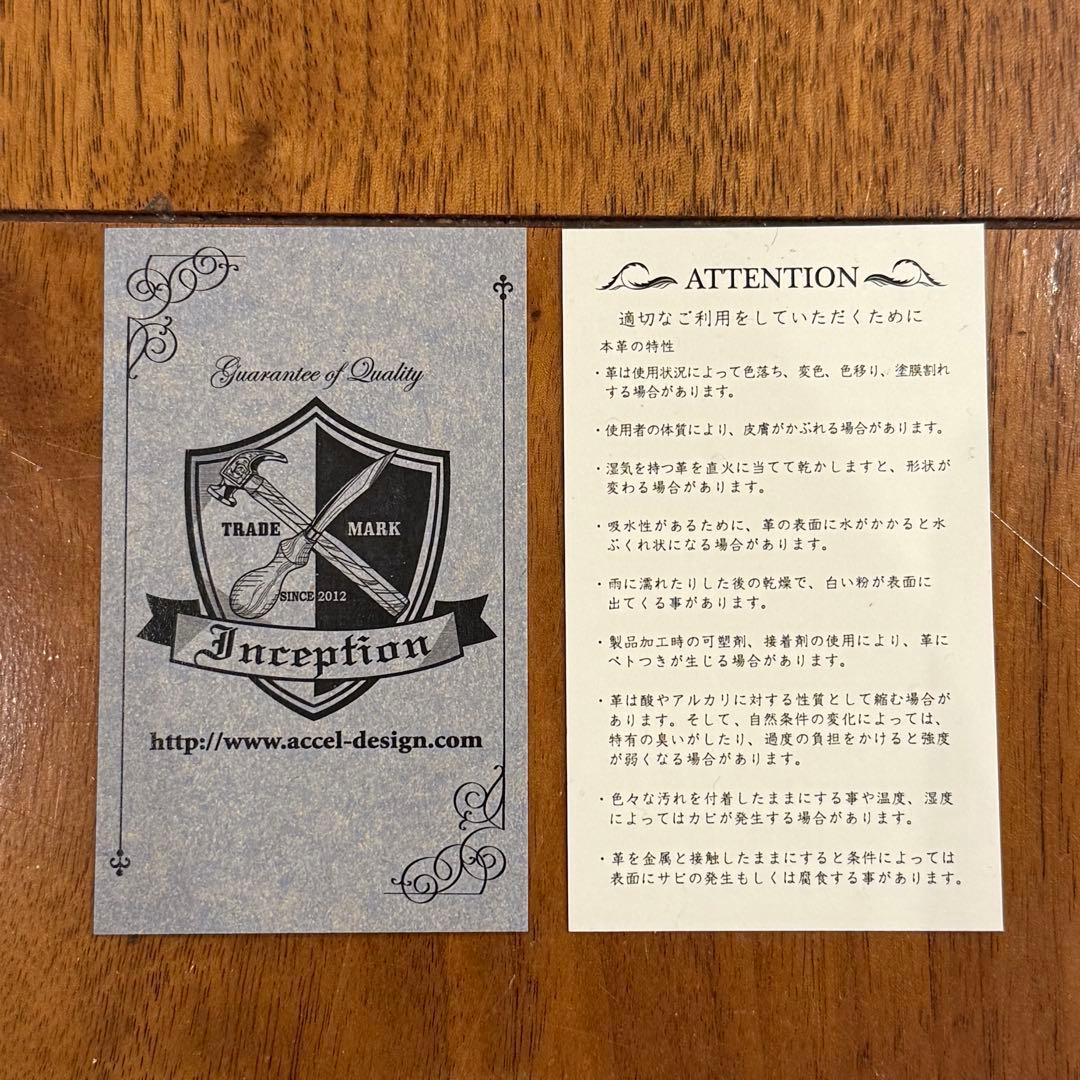 Guarantee of Quality
TRADE MARK
SINCE 2012
Inception
http://www.accel-design.com
ATTENTION
適切なご利用をしていただくために
本革の特性
・革は使用状況によって色落ち、変色、色移り、塗膜割れ
する場合があります。
・使用者の体質により、皮膚がかぶれる場合があります。
・湿気を持つ革を直火に当てて乾かしますと、形状が
変わる場合があります。
・吸水性があるために、革の表面に水がかかると水
ぶくれ状になる場合があります。
・雨に濡れたりした後の乾燥で、白い粉が表面に
出てくる事があります。
・製品加工時の可塑剤、接着剤の使用により、革に
ベトつきが生じる場合があります。
・革は酸やアルカリに対する性質として縮む場合が
あります。そして、自然条件の変化によっては、
特有の臭いがしたり、過度の負担をかけると強度
が弱くなる場合があります。
・色々な汚れを付着したままにする事や温度、湿度
によってはカビが発生する場合があります。
・革を金属と接触したままにすると条件によっては
表面にサビの発生もしくは腐食する事があります。